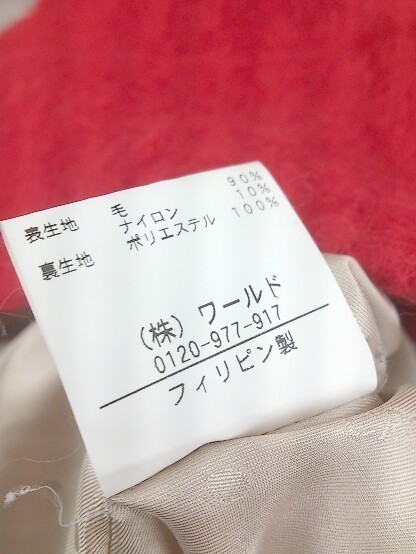 表生地 毛 90%
ナイロン 10%
裏生地 ポリエステル 100%
(株) ワールド
0120-977-917
フィリピン製